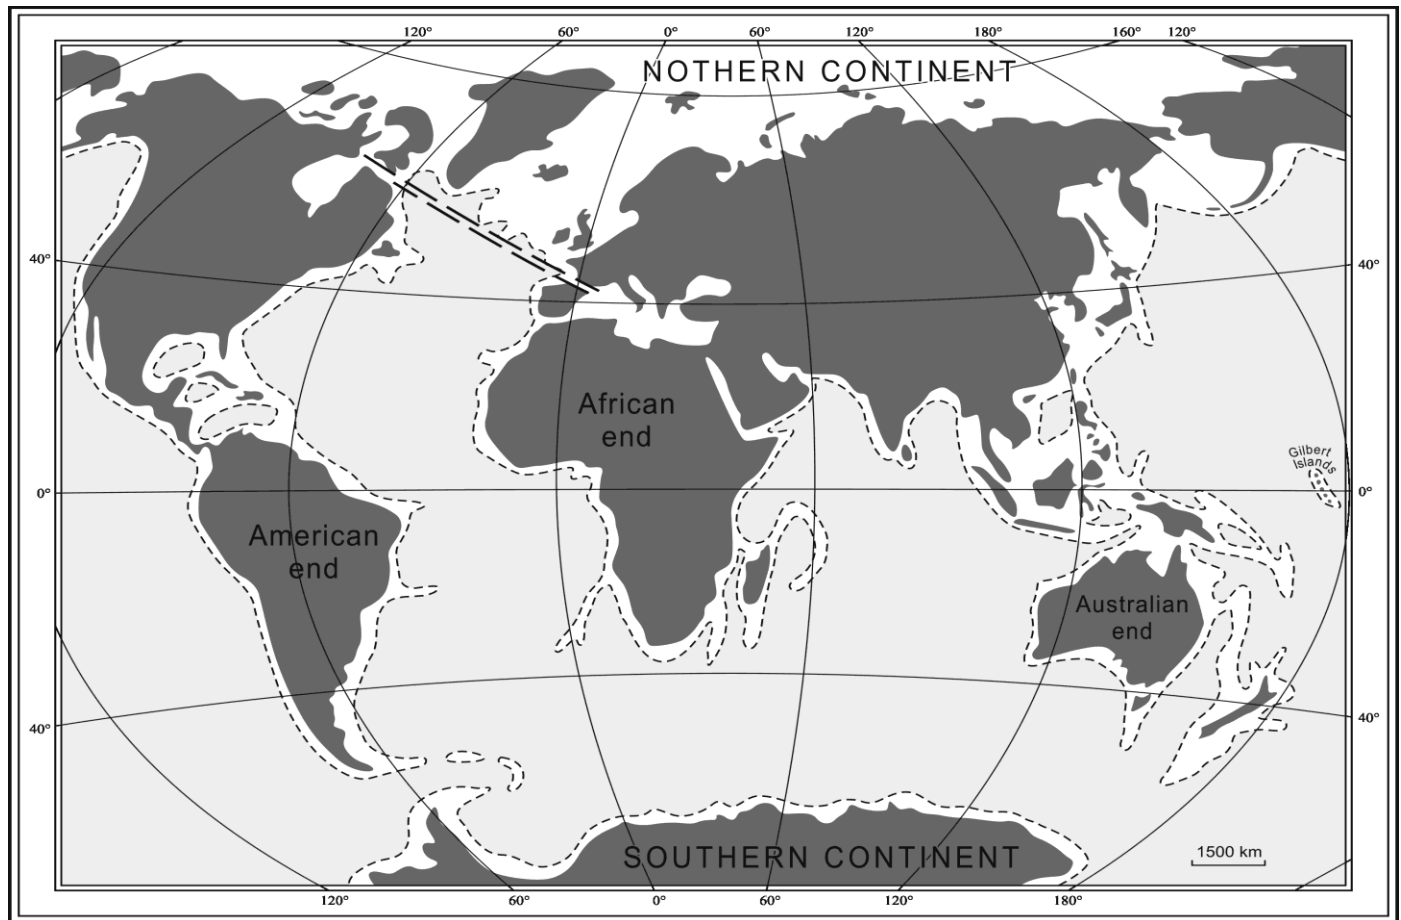 120° 60° 0° 60° 120° 180° 160° 120°
NOTHERN CONTINENT
40° 40°
African
end
Gilbert
Islands
0° 0°
American
end
Australian
end
40° 40°
1500 km
SOUTHERN CONTINENT
120° 60° 0° 60° 120° 180°